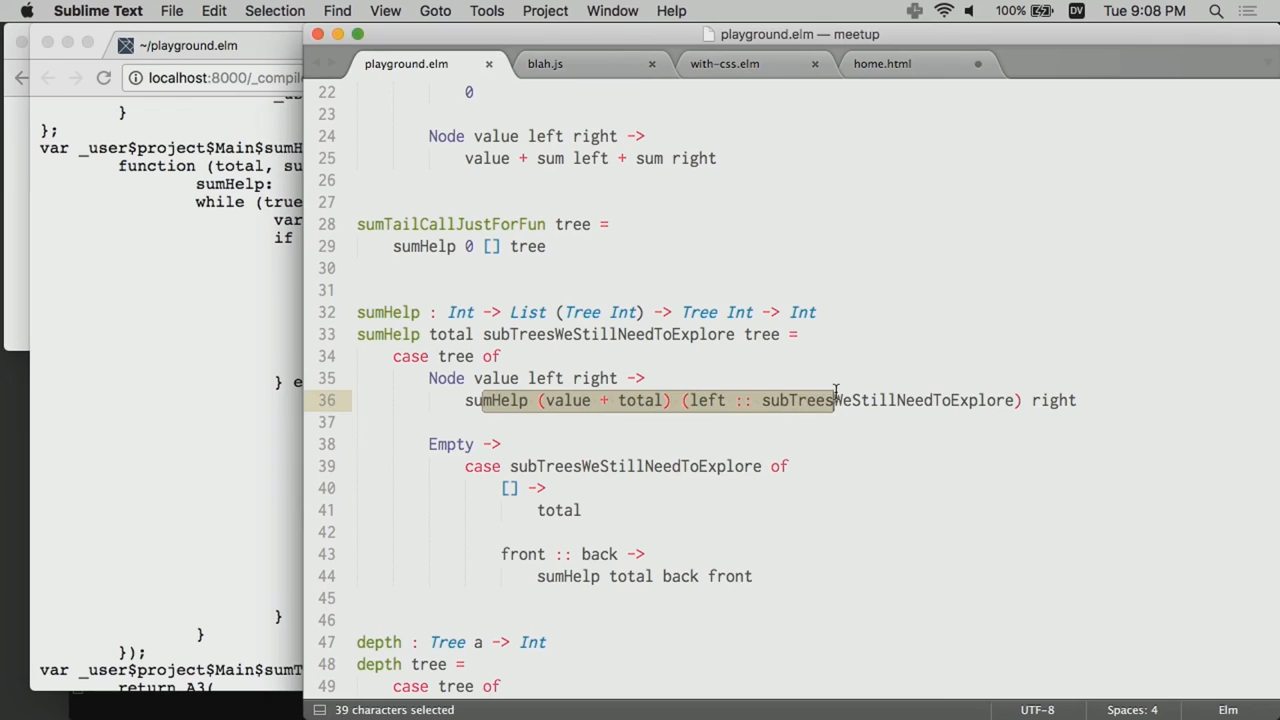 Sublime Text File Edit Selection Find View Goto Tools Project Window Help 100% DV Tue 9:08 PM
playground.elm — meetup
~/playground.elm
playground.elm × blah.js × with-css.elm × home.html
localhost:8000/_compile
_u
}
};
var _user$project$Main$sumH
function (total, su
sumHelp:
while (true
var
if
} e
}
}
});
var _user$project$Main$sumT
return A3(
22 0
23
24 Node value left right ->
25 value + sum left + sum right
26
27
28 sumTailCallJustForFun tree =
29 sumHelp 0 [] tree
30
31
32 sumHelp : Int -> List (Tree Int) -> Tree Int -> Int
33 sumHelp total subTreesWeStillNeedToExplore tree =
34 case tree of
35 Node value left right ->
36 sumHelp (value + total) (left :: subTreesWeStillNeedToExplore) right
37
38 Empty ->
39 case subTreesWeStillNeedToExplore of
40 [] ->
41 total
42
43 front :: back ->
44 sumHelp total back front
45
46
47 depth : Tree a -> Int
48 depth tree =
49 case tree of
39 characters selected UTF-8 Spaces: 4 Elm